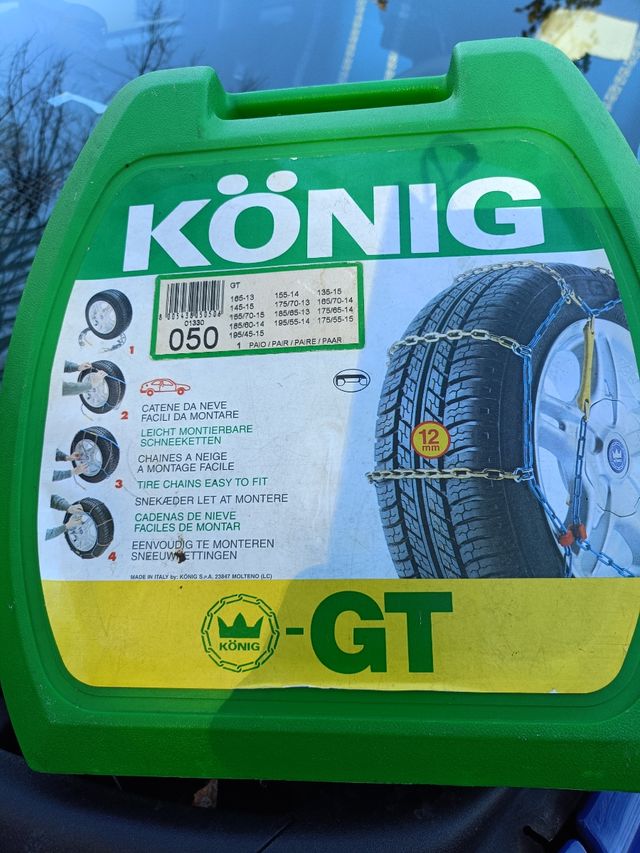 KÖNIG
GT
165-13 155-14 135-15
145-15 175/70-13 165/70-14
165/70-15 185/65-13 175/65-14
185/60-14 195/55-14 175/55-15
195/45-15
8 005438 050506
01330
050
1 PAIO / PAIR / PAIRE / PAAR
1
2
3
4
CATENE DA NEVE
FACILI DA MONTARE
LEICHT MONTIERBARE
SCHNEEKETTEN
CHAINES A NEIGE
A MONTAGE FACILE
TIRE CHAINS EASY TO FIT
SNEKÆDER LET AT MONTERE
CADENAS DE NIEVE
FACILES DE MONTAR
EENVOUDIG TE MONTEREN
SNEEUWKETTINGEN
12
mm
MADE IN ITALY by: KÖNIG S.P.A. 23847 MOLTENO (LC)
KÖNIG
-GT